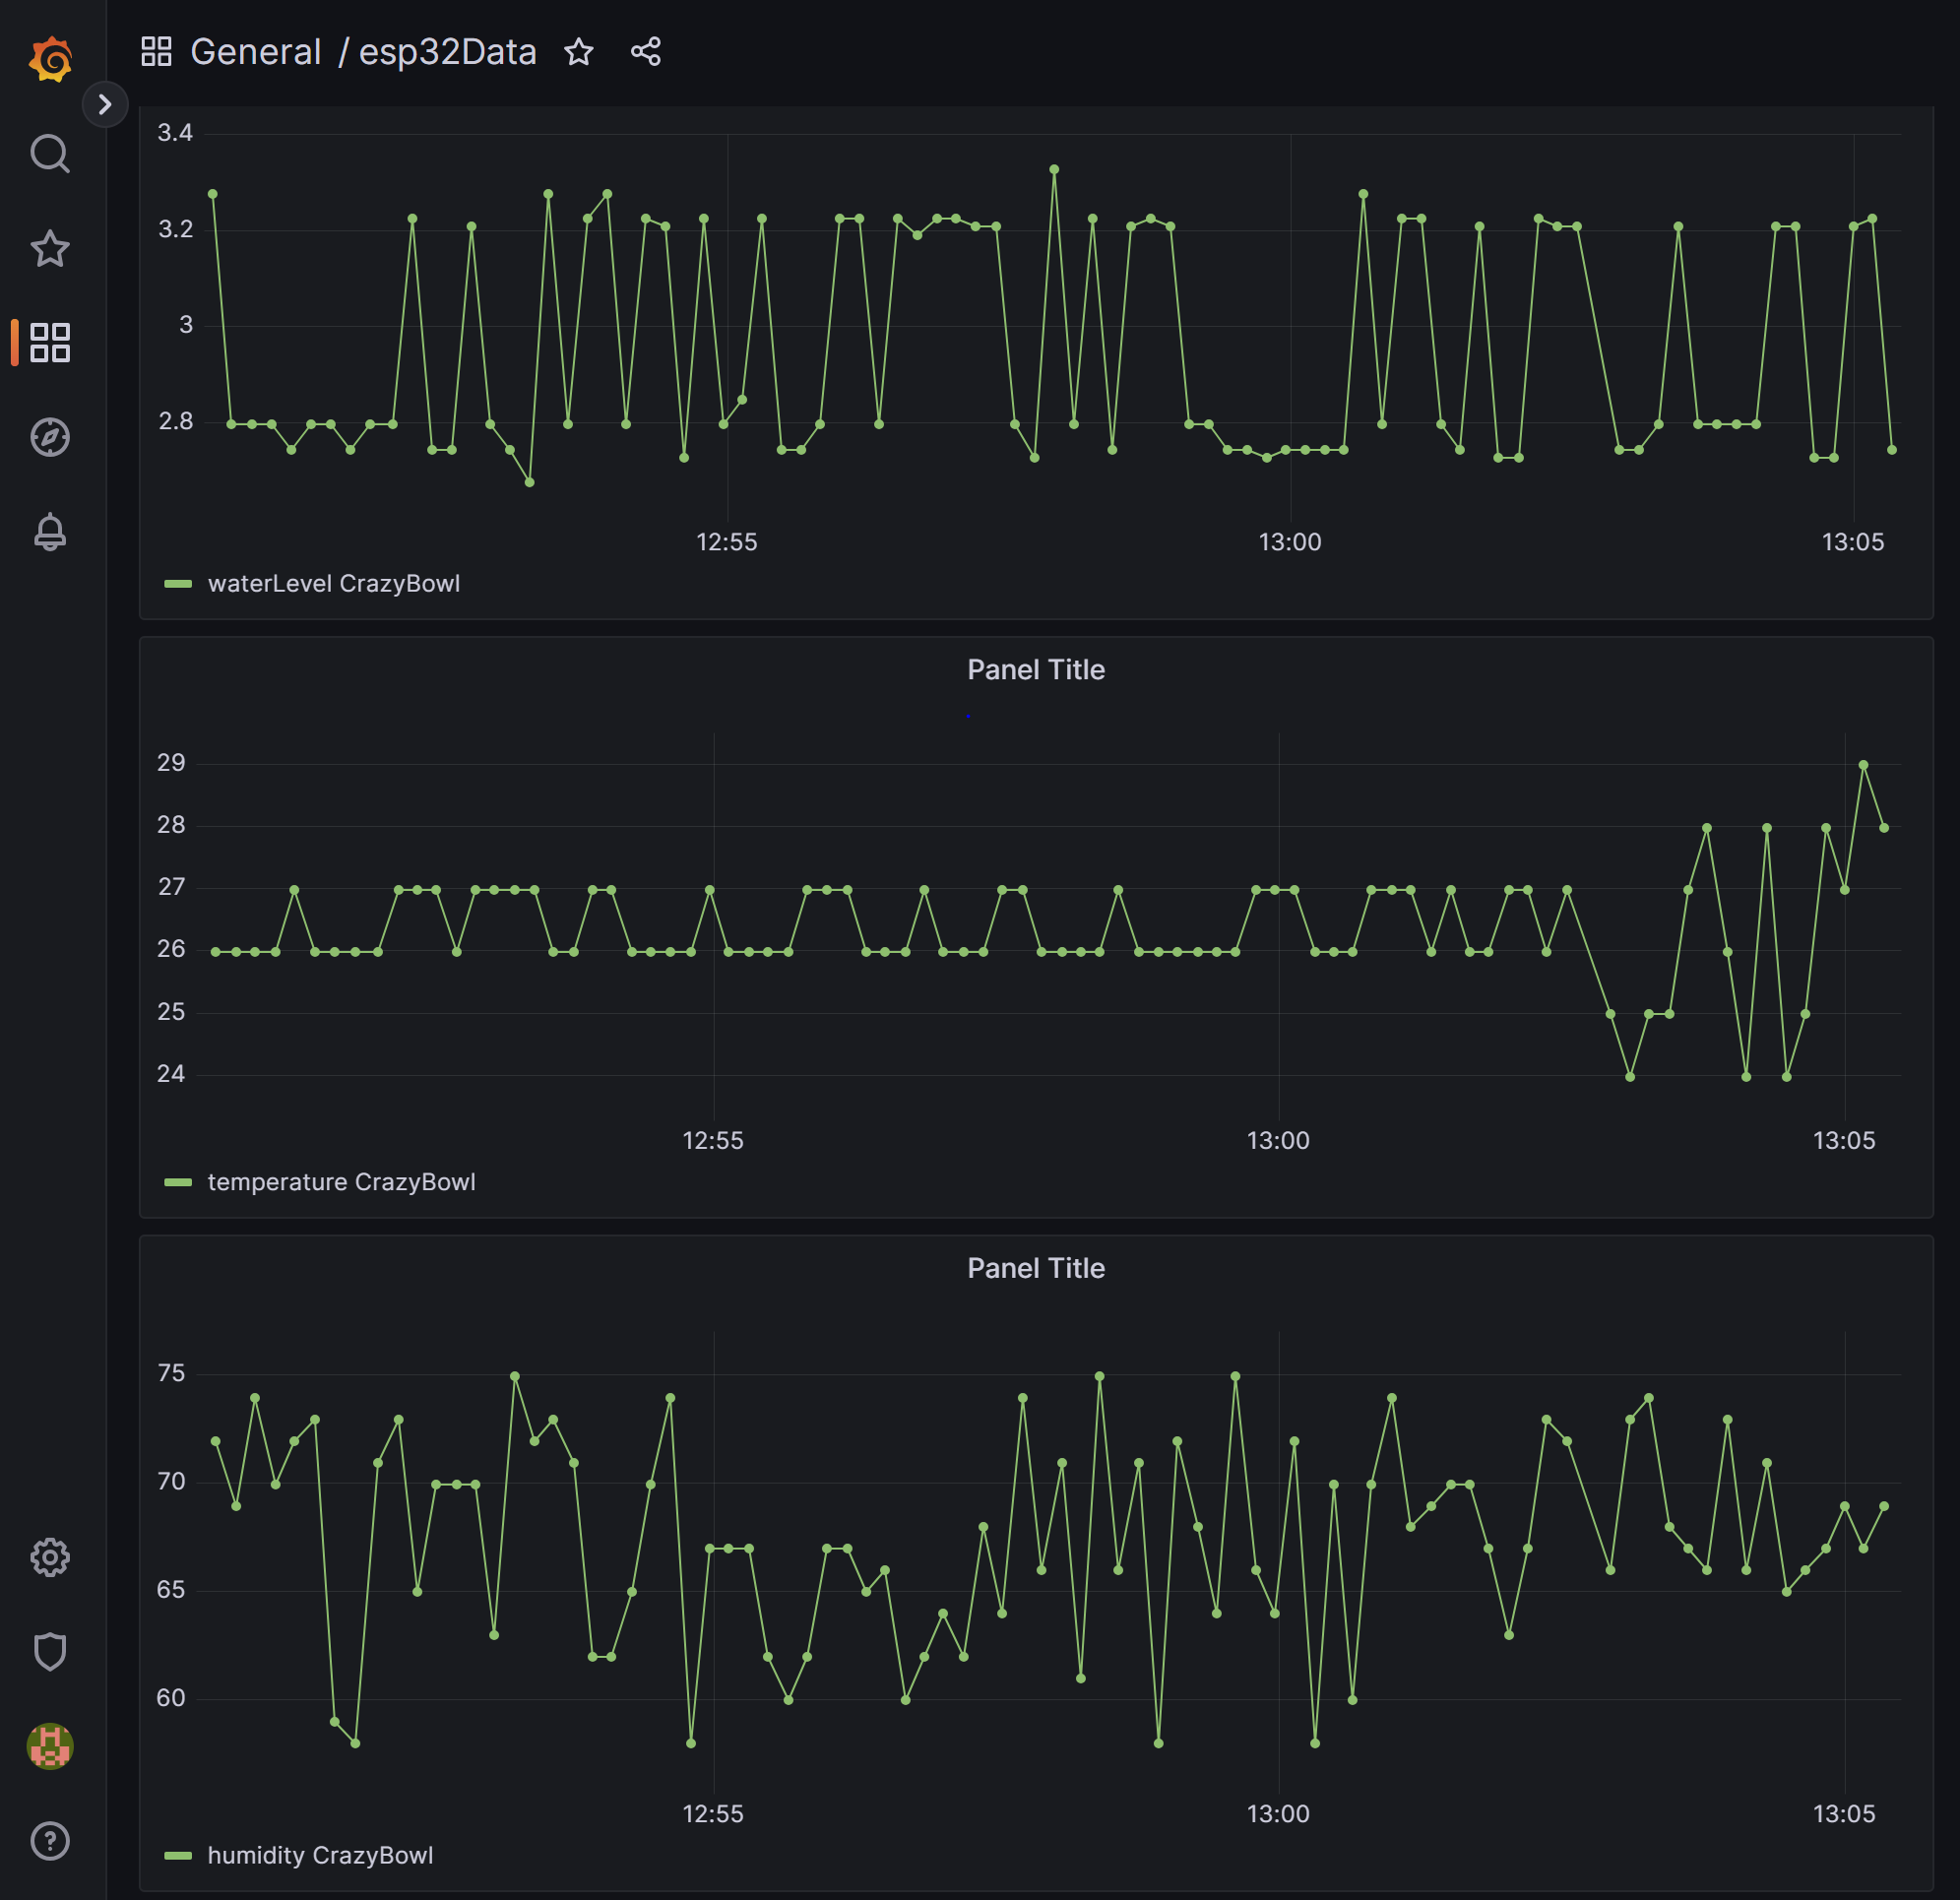 General / esp32Data
3.4
3.2
3
2.8
12:55 13:00 13:05
waterLevel CrazyBowl
Panel Title
29
28
27
26
25
24
12:55 13:00 13:05
temperature CrazyBowl
Panel Title
75
70
65
60
12:55 13:00 13:05
humidity CrazyBowl